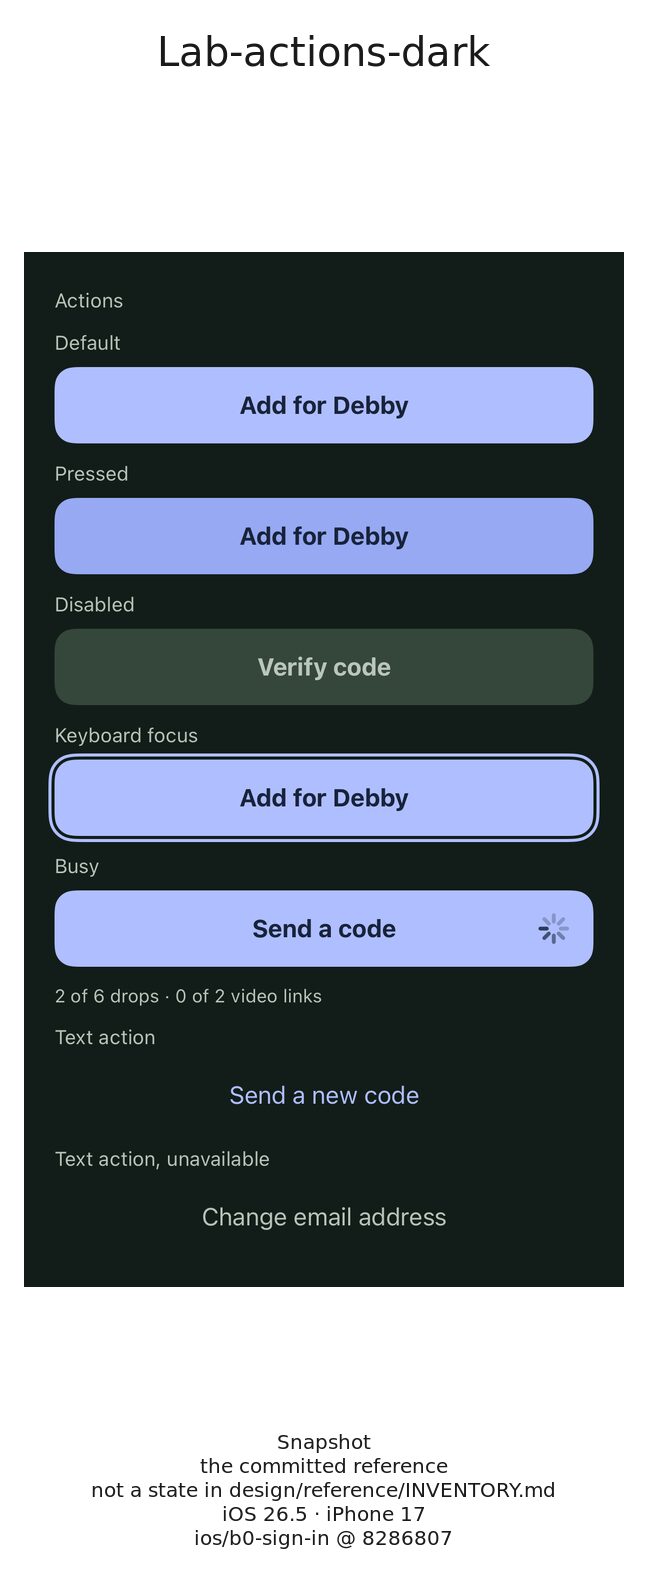 Lab-actions-dark
Actions
Default
Add for Debby
Pressed
Add for Debby
Disabled
Verify code
Keyboard focus
Add for Debby
Busy
Send a code
2 of 6 drops · 0 of 2 video links
Text action
Send a new code
Text action, unavailable
Change email address
Snapshot
the committed reference
not a state in design/reference/INVENTORY.md
iOS 26.5 · iPhone 17
ios/b0-sign-in @ 8286807